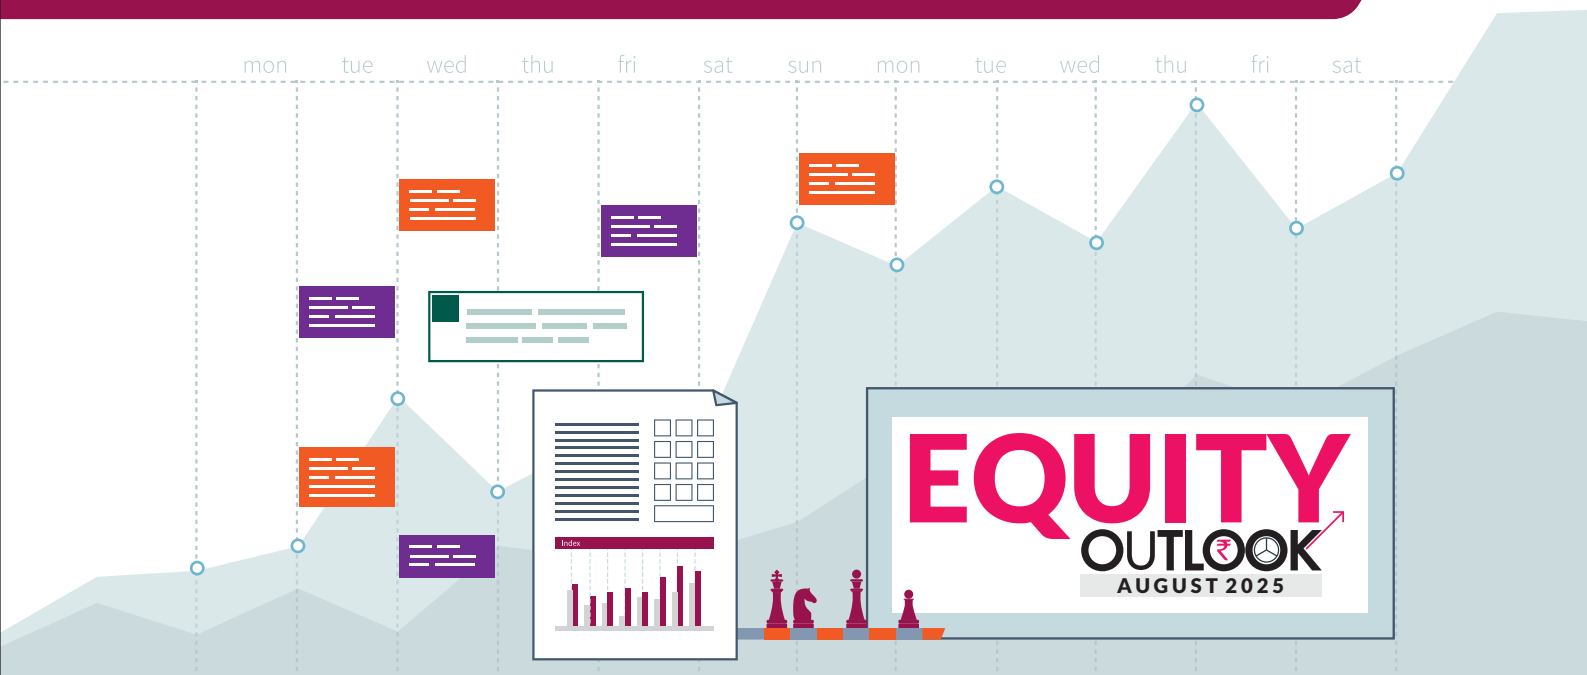 mon tue wed thu fri sat sun mon tue wed thu fri sat
Index
EQUITY
OUTLOOK
AUGUST 2025